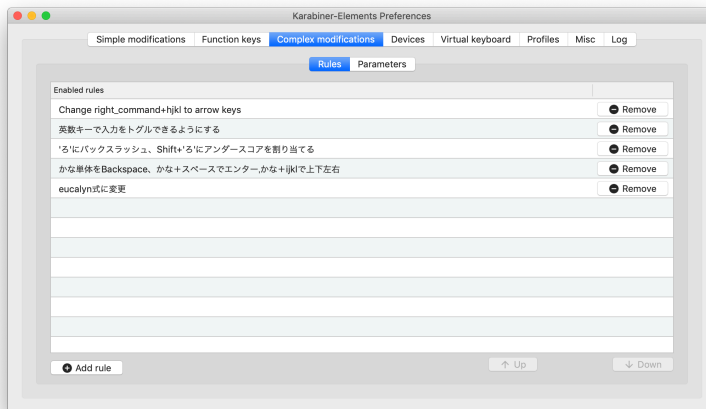 Karabiner-Elements Preferences
Simple modifications Function keys Complex modifications Devices Virtual keyboard Profiles Misc Log
Rules Parameters
Enabled rules
Change right_command+hjkl to arrow keys Remove
英数キーで入力をトグルできるようにする Remove
'ろ'にバックスラッシュ、Shift+'ろ'にアンダースコアを割り当てる Remove
かな単体をBackspace、かな＋スペースでエンター,かな＋ijklで上下左右 Remove
eucalyn式に変更 Remove
Add rule Up Down